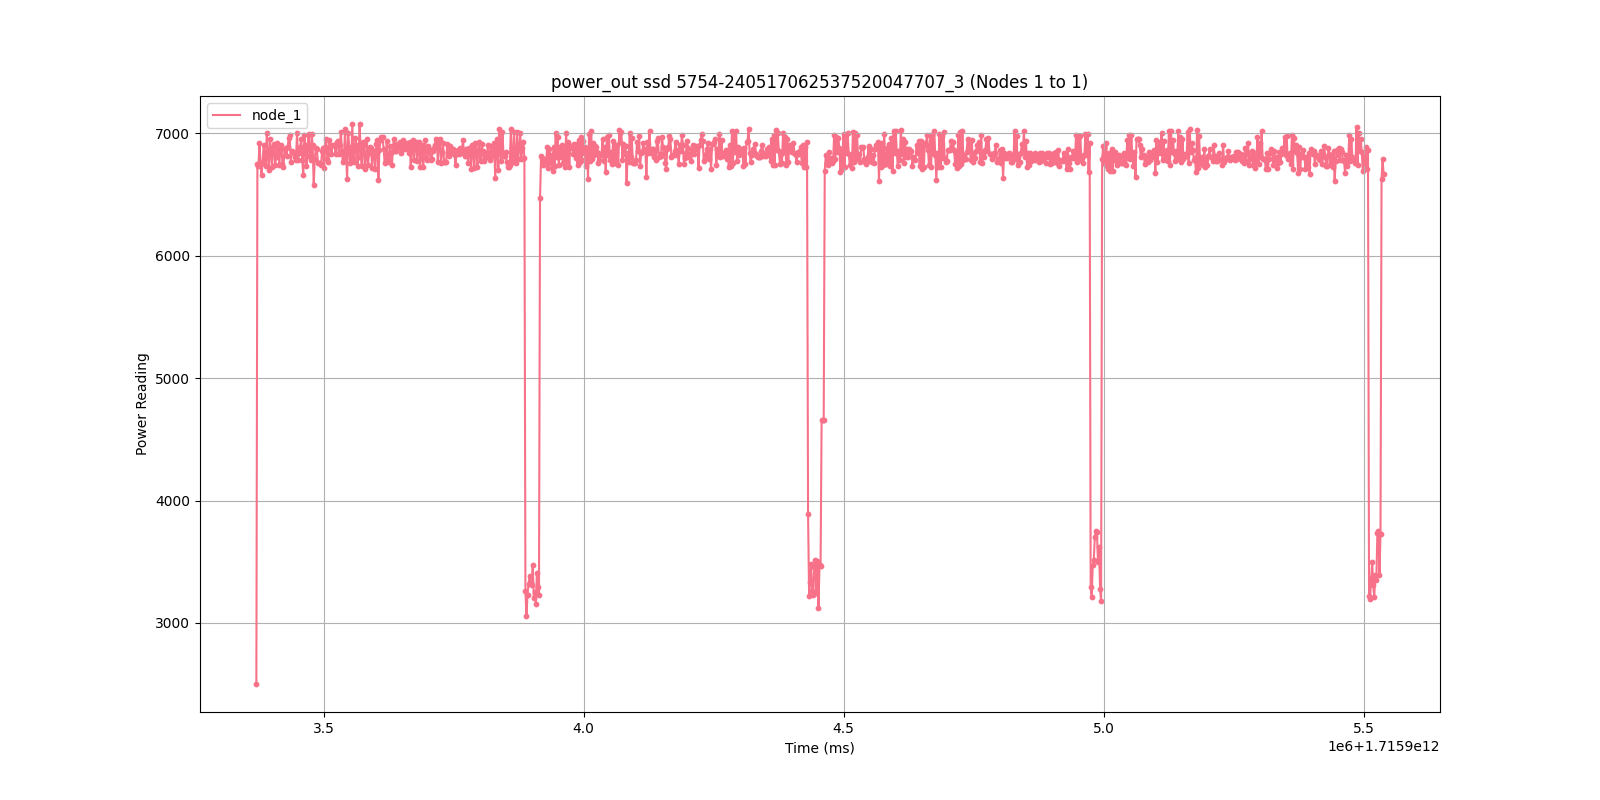 power_out ssd 5754-240517062537520047707_3 (Nodes 1 to 1)
node_1
7000
6000
5000
4000
3000
Power Reading
3.5 4.0 4.5 5.0 5.5
Time (ms)
1e6+1.7159e12